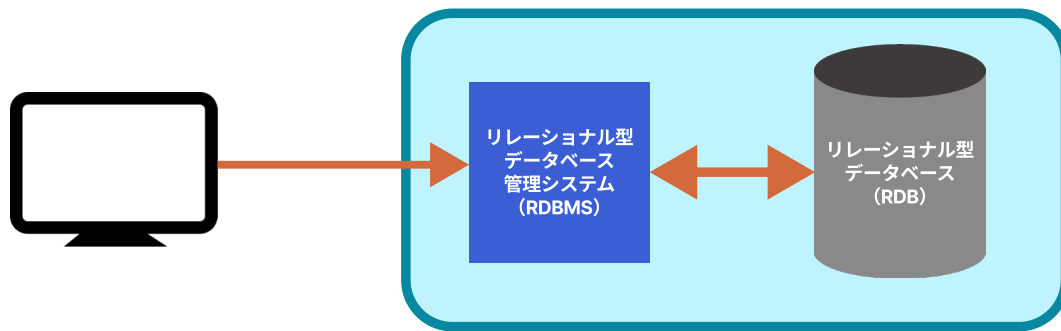 リレーショナル型
データベース
管理システム
（RDBMS）
リレーショナル型
データベース
（RDB）